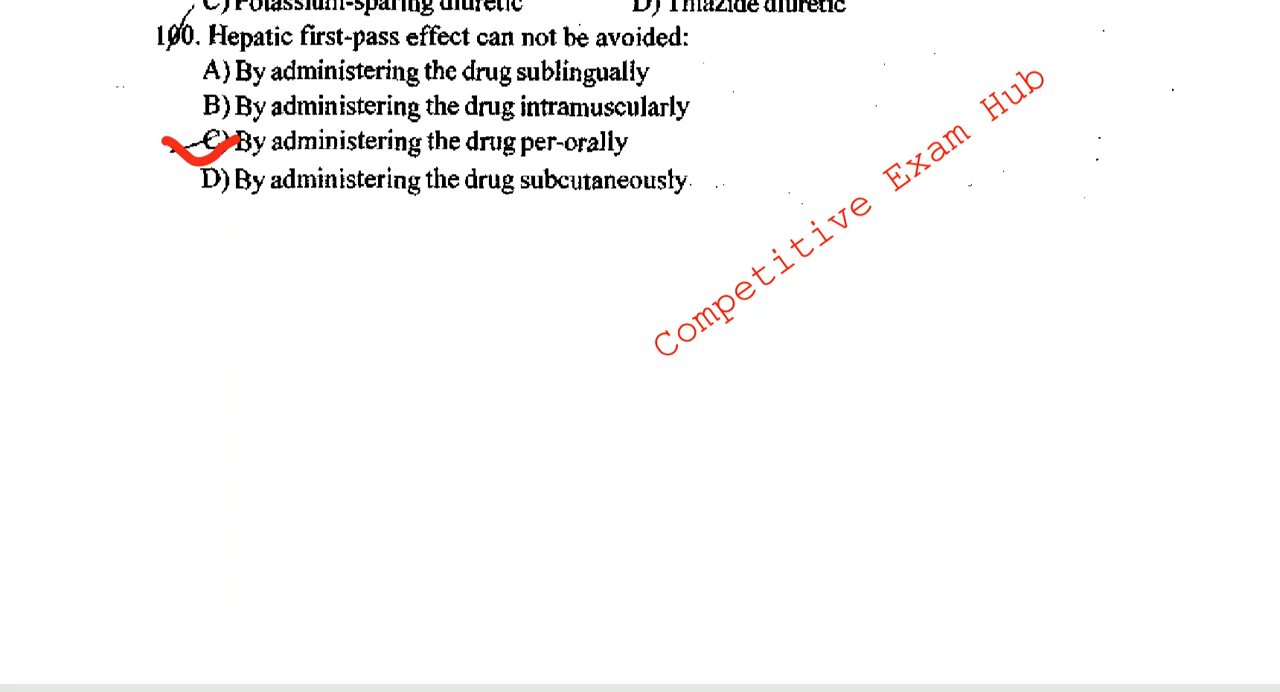 C) Potassium-sparing diuretic D) Thiazide diuretic
100. Hepatic first-pass effect can not be avoided:
A) By administering the drug sublingually
B) By administering the drug intramuscularly
C) By administering the drug per-orally
D) By administering the drug subcutaneously
Competitive Exam Hub